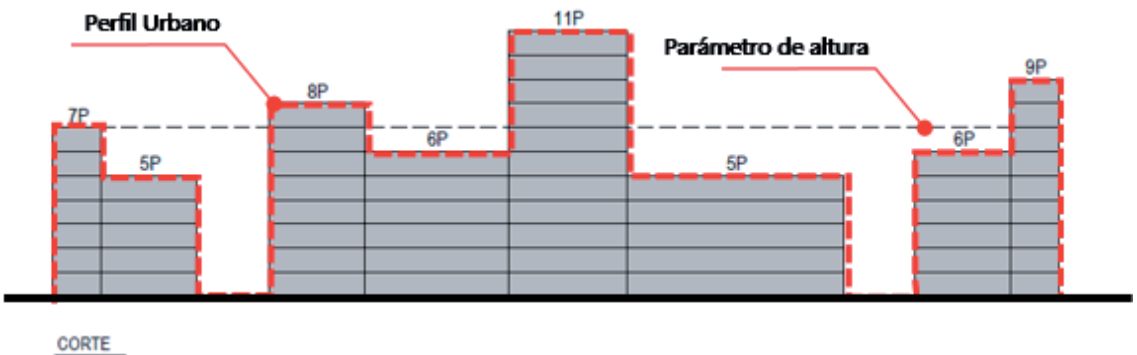 Perfil Urbano
11P
Parámetro de altura
9P
8P
7P
6P
6P
5P
5P
CORTE